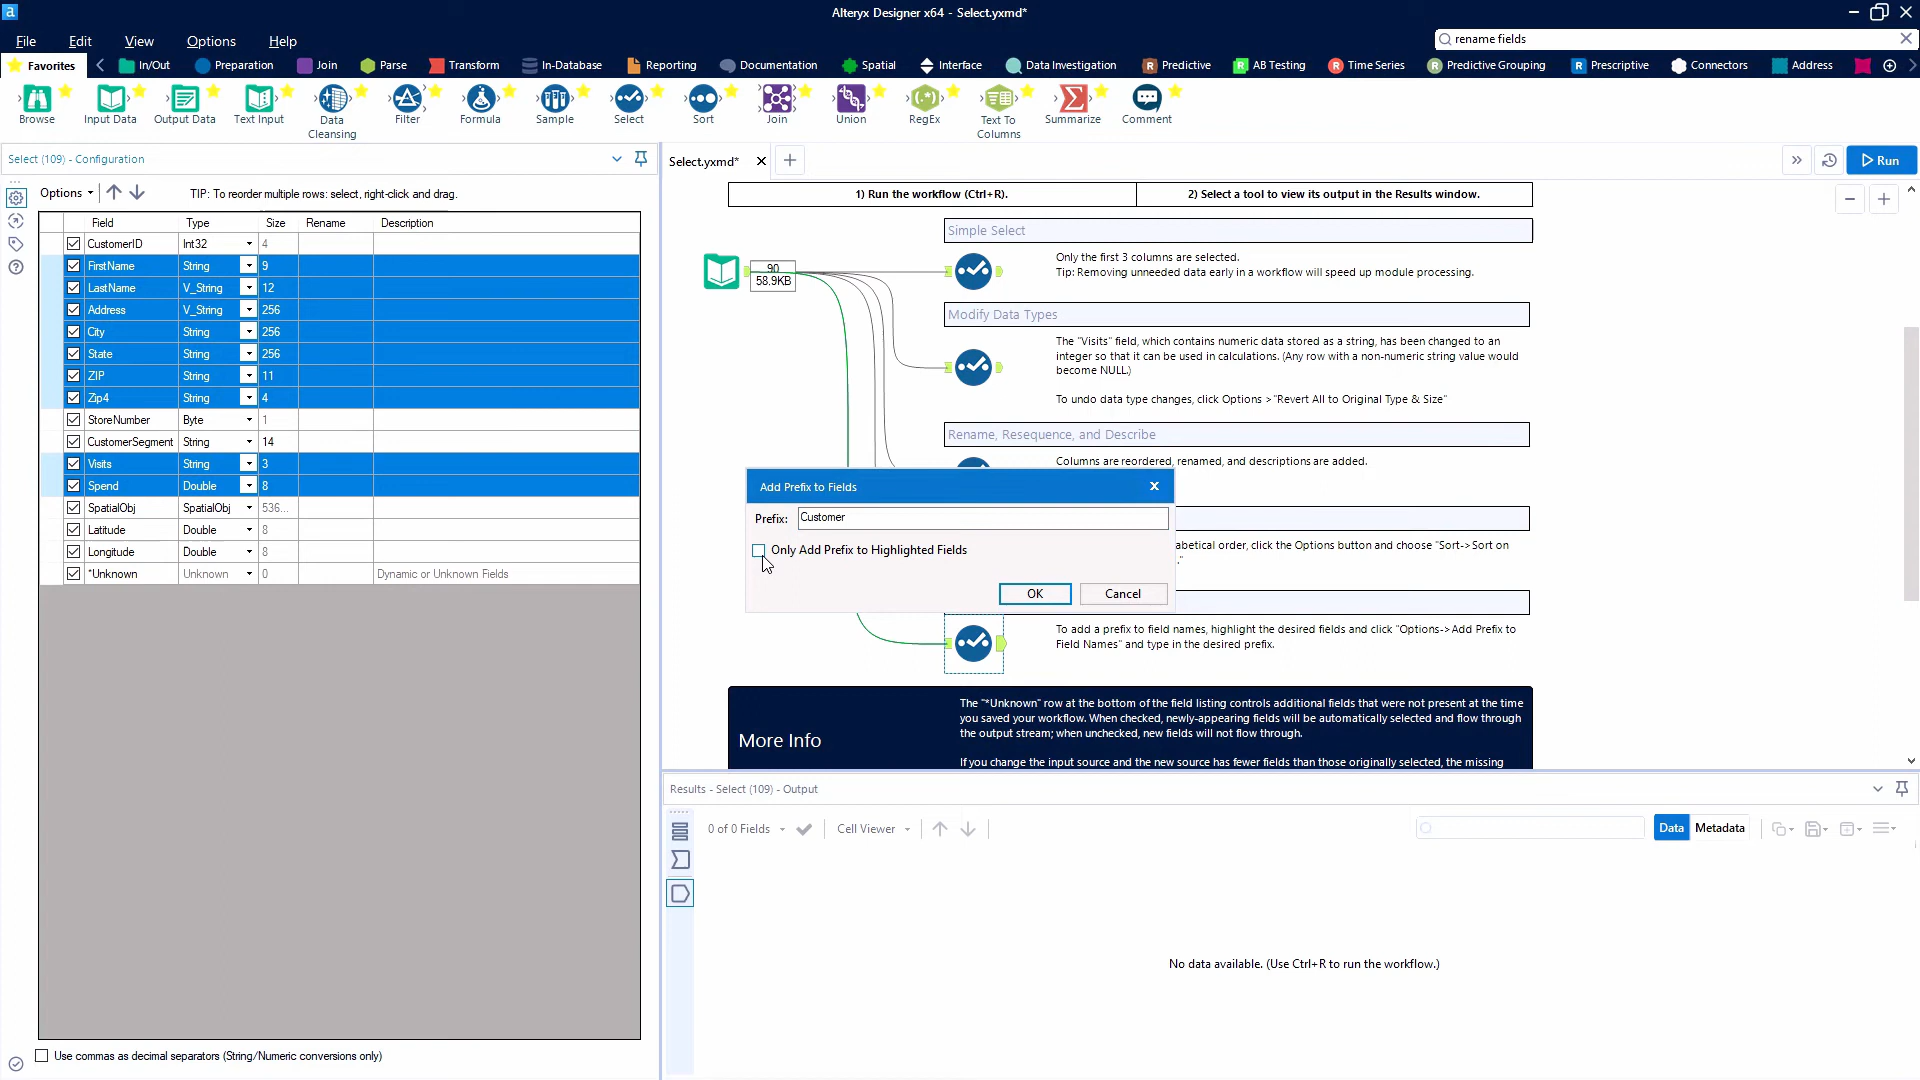 Alteryx Designer x64 - Select.yxmd*
File Edit View Options Help
rename fields
Favorites In/Out Preparation Join Parse Transform In-Database Reporting Documentation Spatial Interface Data Investigation Predictive AB Testing Time Series Predictive Grouping Prescriptive Connectors Address
Browse Input Data Output Data Text Input Data Cleansing Filter Formula Sample Select Sort Join Union RegEx Text To Columns Summarize Comment
Select (109) - Configuration
Options TIP: To reorder multiple rows: select, right-click and drag.
Field Type Size Rename Description
CustomerID Int32 4
FirstName String 9
LastName V_String 12
Address V_String 256
City String 256
State String 256
ZIP String 11
Zip4 String 4
StoreNumber Byte 1
CustomerSegment String 14
Visits String 3
Spend Double 8
SpatialObj SpatialObj 536...
Latitude Double 8
Longitude Double 8
*Unknown Unknown 0 Dynamic or Unknown Fields
Use commas as decimal separators (String/Numeric conversions only)
Select.yxmd*
Run
1) Run the workflow (Ctrl+R). 2) Select a tool to view its output in the Results window.
Simple Select
90
58.9KB
Only the first 3 columns are selected.
Tip: Removing unneeded data early in a workflow will speed up module processing.
Modify Data Types
The "Visits" field, which contains numeric data stored as a string, has been changed to an
integer so that it can be used in calculations. (Any row with a non-numeric string value would
become NULL.)
To undo data type changes, click Options > "Revert All to Original Type & Size"
Rename, Resequence, and Describe
Columns are reordered, renamed, and descriptions are added.
Add Prefix to Fields
Prefix: Customer
Only Add Prefix to Highlighted Fields
OK Cancel
abetical order, click the Options button and choose "Sort->Sort on
To add a prefix to field names, highlight the desired fields and click "Options->Add Prefix to
Field Names" and type in the desired prefix.
More Info
The "*Unknown" row at the bottom of the field listing controls additional fields that were not present at the time
you saved your workflow. When checked, newly-appearing fields will be automatically selected and flow through
the output stream; when unchecked, new fields will not flow through.
If you change the input source and the new source has fewer fields than those originally selected, the missing
Results - Select (109) - Output
0 of 0 Fields Cell Viewer Data Metadata
No data available. (Use Ctrl+R to run the workflow.)